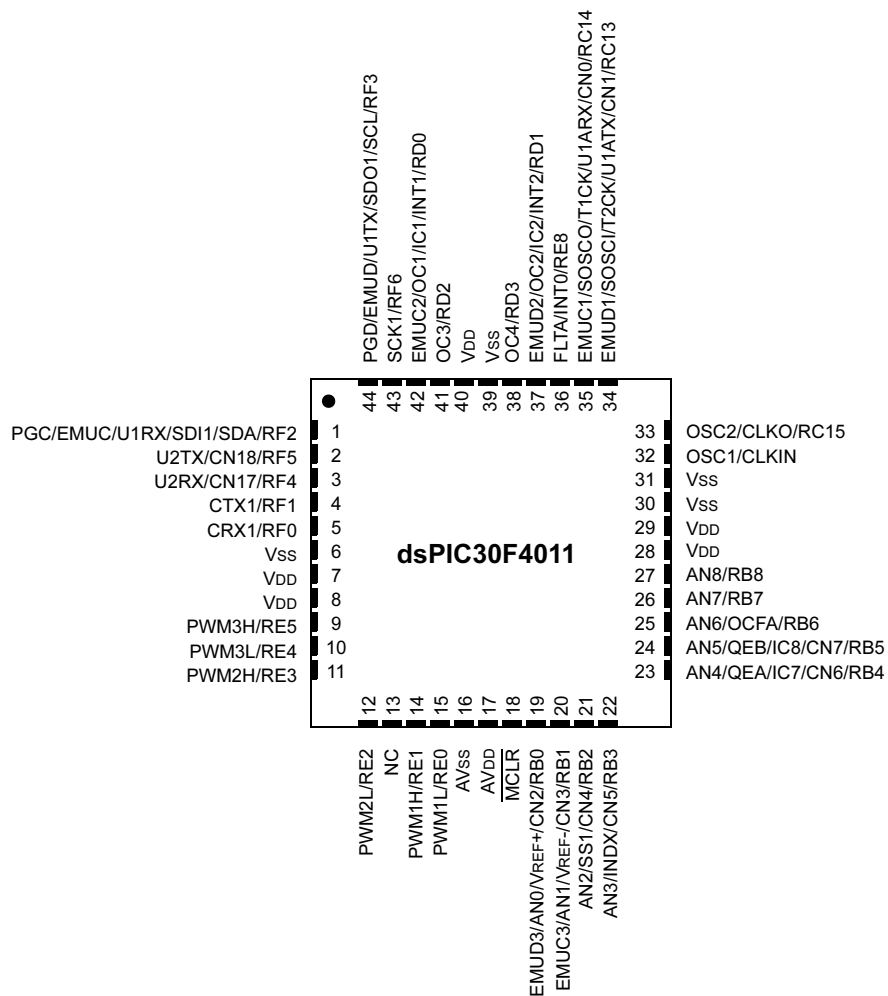 PGD/EMUD/U1TX/SDO1/SCL/RF3
SCK1/RF6
EMUC2/OC1/IC1/INT1/RD0
OC3/RD2
VDD
VSS
OC4/RD3
EMUD2/OC2/IC2/INT2/RD1
FLTA/INT0/RE8
EMUC1/SOSCO/T1CK/U1ARX/CN0/RC14
EMUD1/SOSCI/T2CK/U1ATX/CN1/RC13
44
43
42
41
40
39
38
37
36
35
34
PGC/EMUC/U1RX/SDI1/SDA/RF2 1
U2TX/CN18/RF5 2
U2RX/CN17/RF4 3
CTX1/RF1 4
CRX1/RF0 5
VSS 6
VDD 7
VDD 8
PWM3H/RE5 9
PWM3L/RE4 10
PWM2H/RE3 11
dsPIC30F4011
33 OSC2/CLKO/RC15
32 OSC1/CLKIN
31 VSS
30 VSS
29 VDD
28 VDD
27 AN8/RB8
26 AN7/RB7
25 AN6/OCFA/RB6
24 AN5/QEB/IC8/CN7/RB5
23 AN4/QEA/IC7/CN6/RB4
12
13
14
15
16
17
18
19
20
21
22
PWM2L/RE2
NC
PWM1H/RE1
PWM1L/RE0
AVSS
AVDD
MCLR
EMUD3/AN0/VREF+/CN2/RB0
EMUC3/AN1/VREF-/CN3/RB1
AN2/SS1/CN4/RB2
AN3/INDX/CN5/RB3